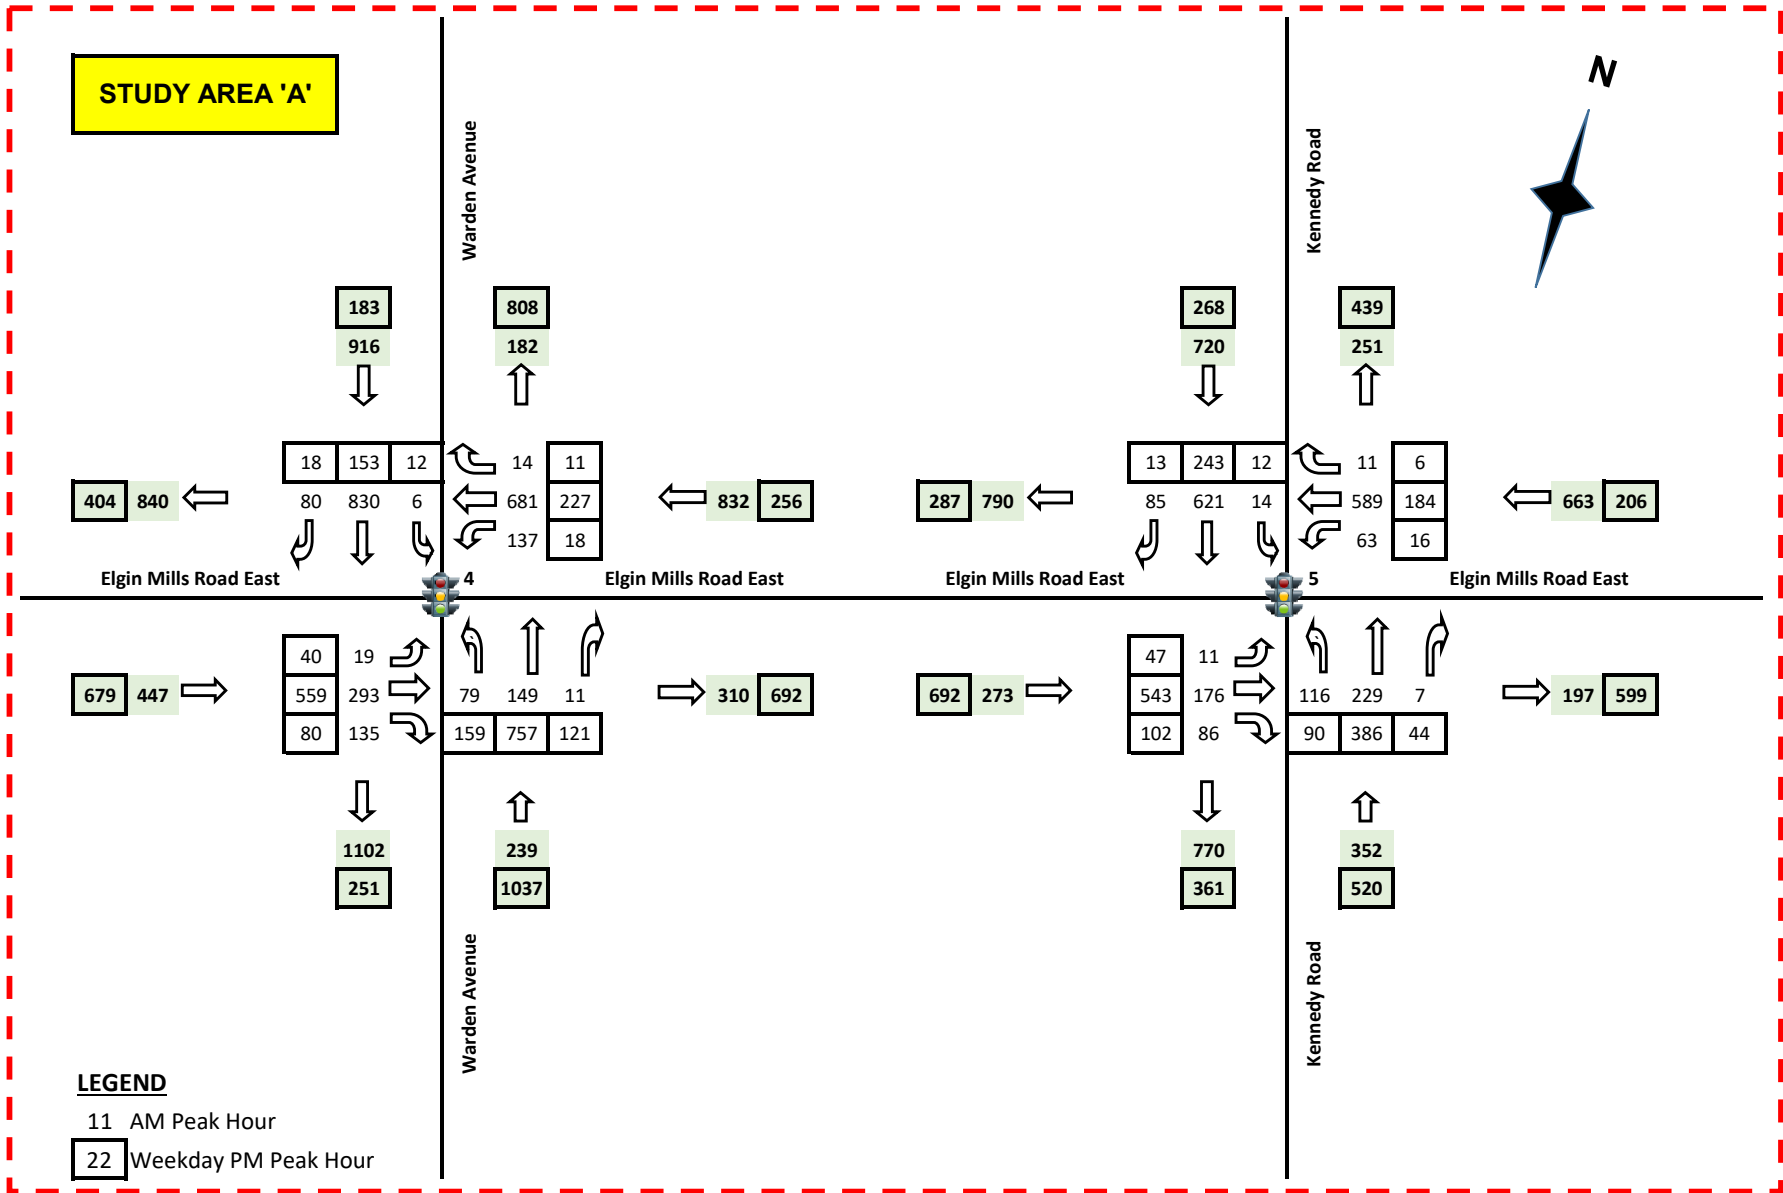 STUDY AREA 'A'
N
Warden Avenue
Kennedy Road
183 808 268 439
916 182 720 251
18 153 12 14 11 13 243 12 11 6
404 840 80 830 6 681 227 832 256 287 790 85 621 14 589 184 663 206
137 18 63 16
Elgin Mills Road East 4 Elgin Mills Road East Elgin Mills Road East 5 Elgin Mills Road East
40 19 47 11
679 447 559 293 79 149 11 310 692 692 273 543 176 116 229 7 197 599
80 135 159 757 121 102 86 90 386 44
1102 239 770 352
251 1037 361 520
Warden Avenue
Kennedy Road
LEGEND
11 AM Peak Hour
22 Weekday PM Peak Hour